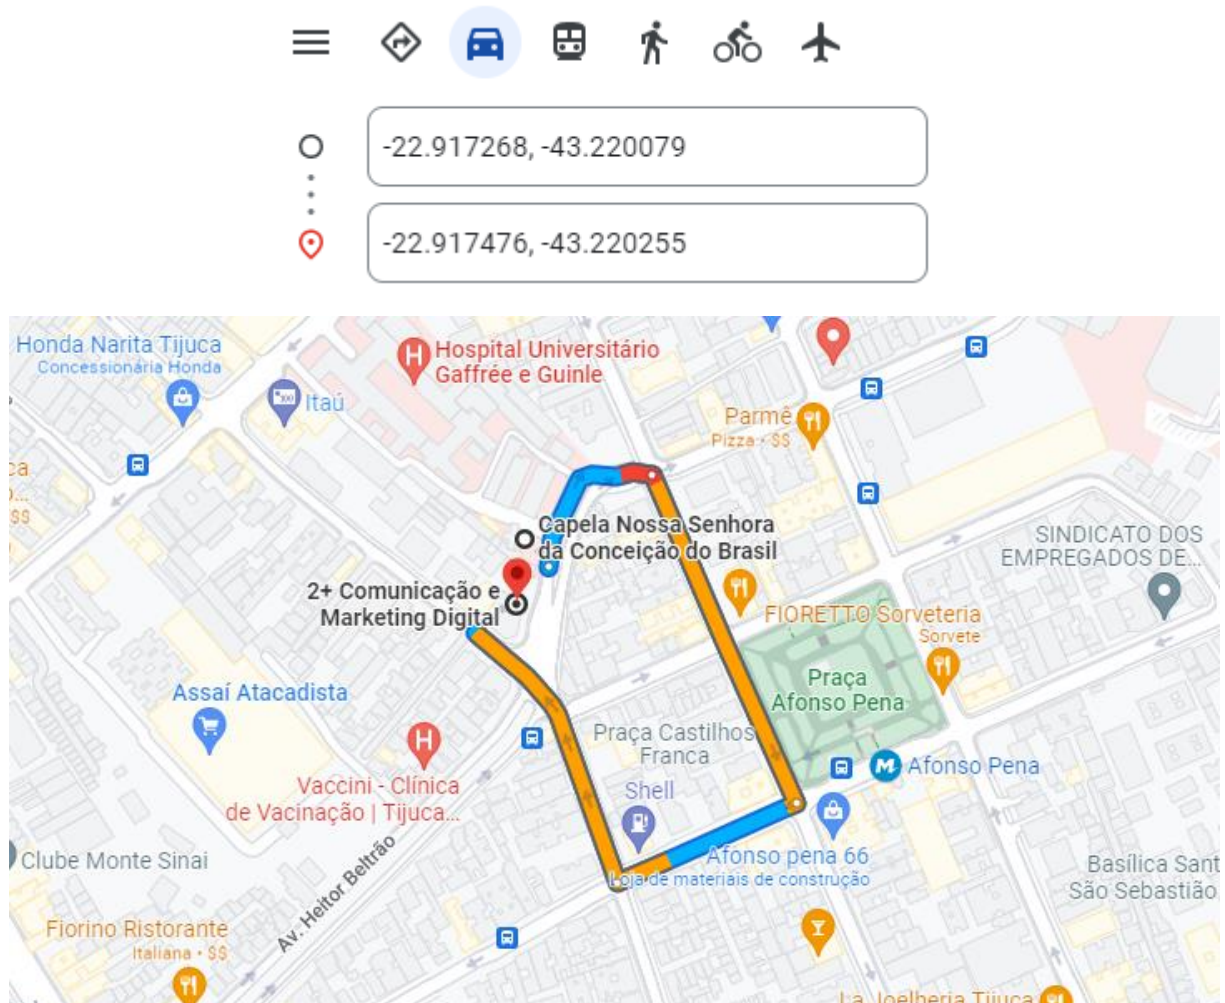 -22.917268, -43.220079
-22.917476, -43.220255
Honda Narita Tijuca
Concessionária Honda
Hospital Universitário
Gaffrée e Guinle
Itaú
Parmê
Pizza • $$
$$
Capela Nossa Senhora
da Conceição do Brasil
SINDICATO DOS
EMPREGADOS DE...
2+ Comunicação e
Marketing Digital
FIORETTO Sorveteria
Sorvete
Praça
Afonso Pena
Assaí Atacadista
Praça Castilhos
Franca
M Afonso Pena
Vaccini - Clínica
de Vacinação | Tijuca...
Shell
Afonso pena 66
Loja de materiais de construção
Clube Monte Sinai
Av. Heitor Beltrão
Basílica Sant
São Sebastião
Fiorino Ristorante
Italiana • $$
La Joelheria Tijuca